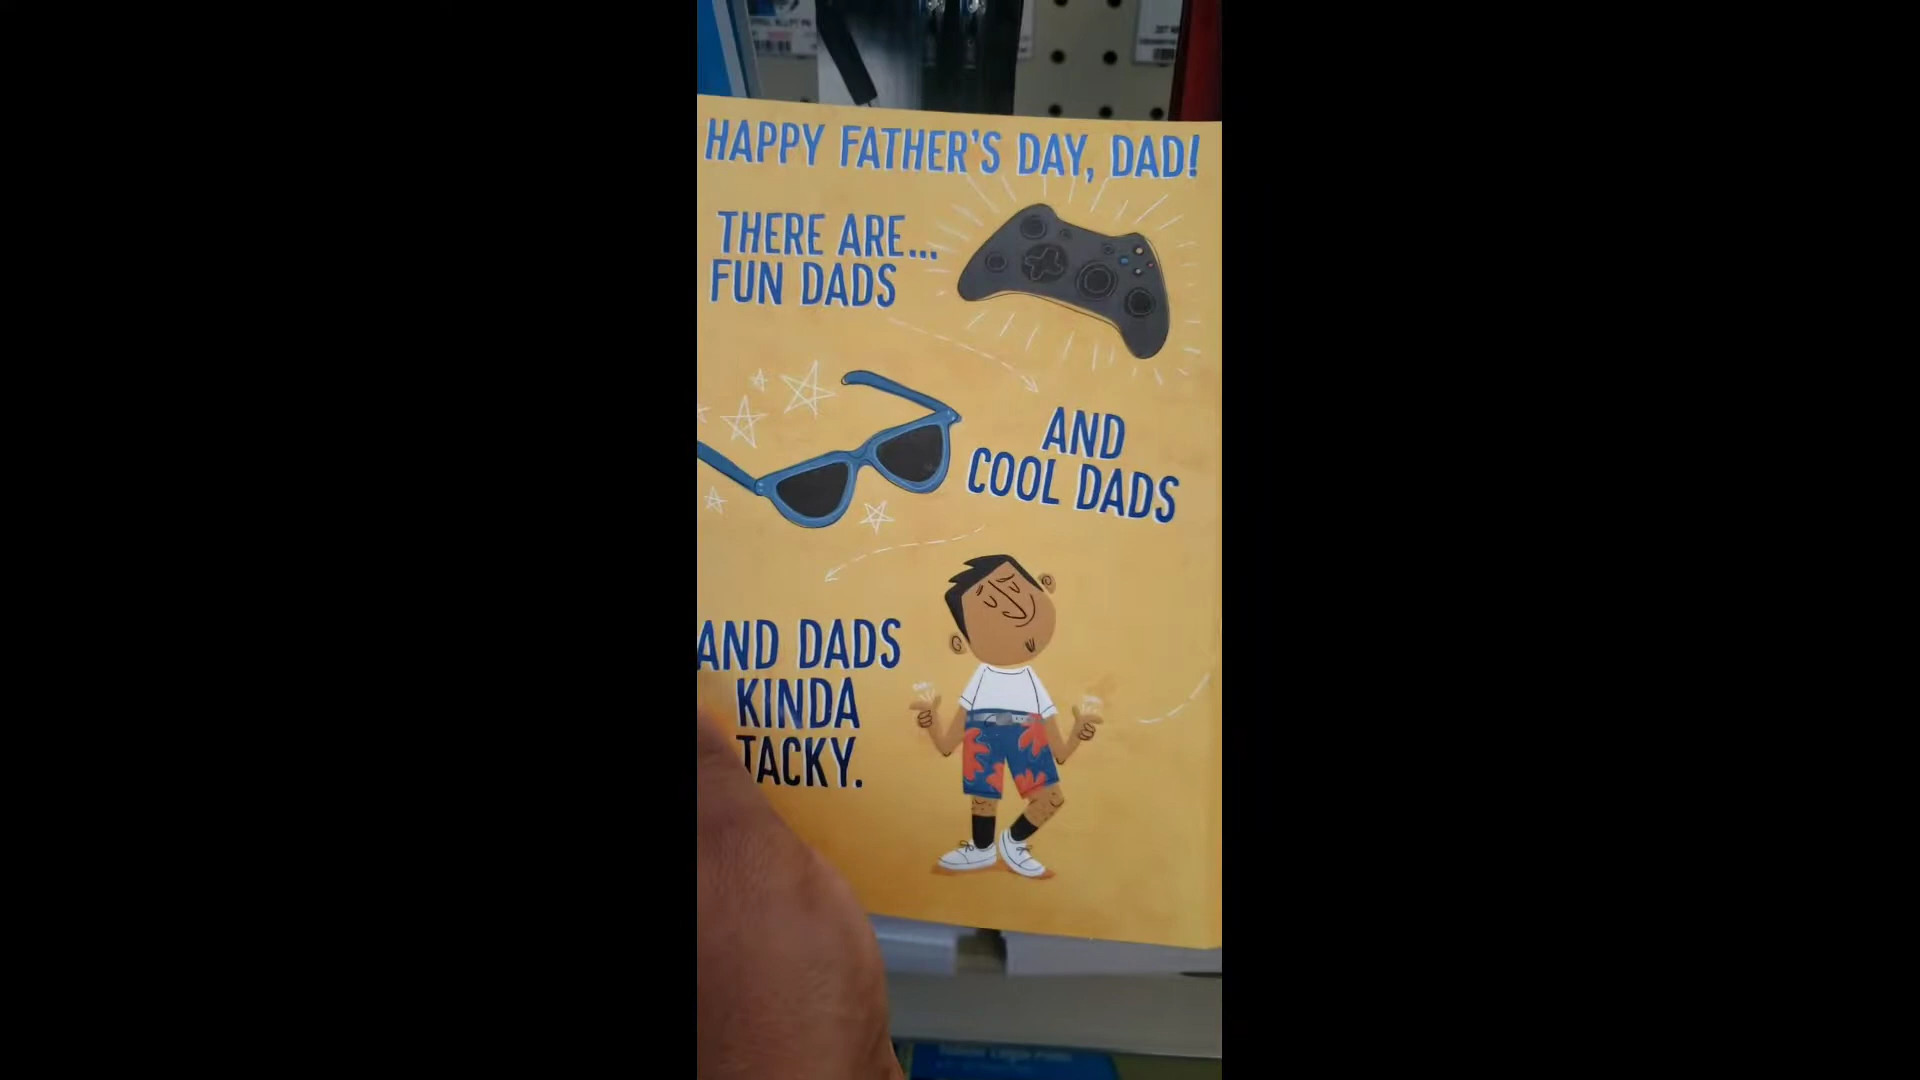 HAPPY FATHER'S DAY, DAD!
THERE ARE...
FUN DADS
AND
COOL DADS
AND DADS
KINDA
TACKY.